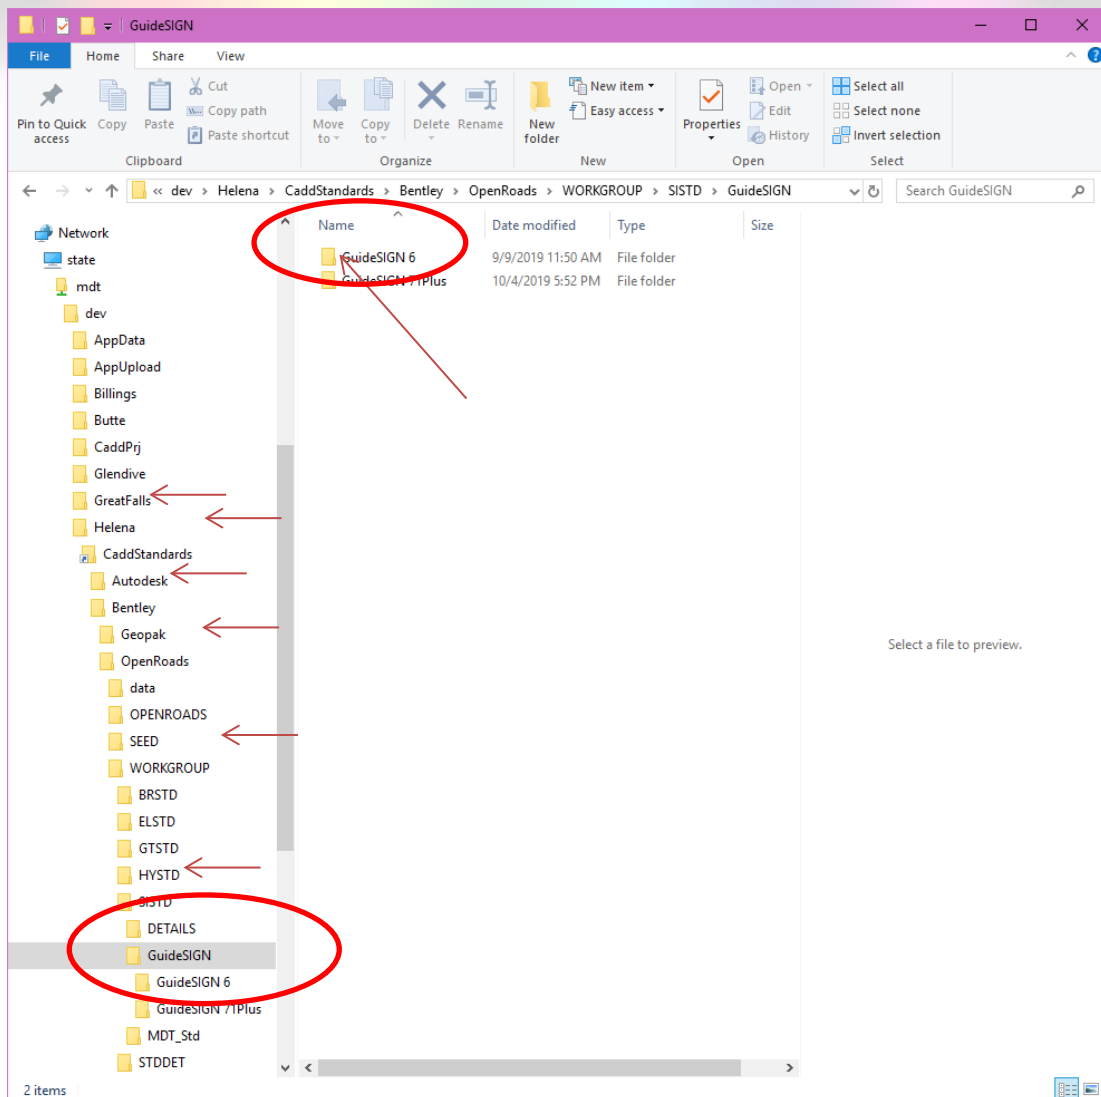 GuideSIGN
File Home Share View
Pin to Quick access
Copy
Paste
Cut
Copy path
Paste shortcut
Move to
Copy to
Delete
Rename
New folder
New item
Easy access
Properties
Open
Edit
History
Select all
Select none
Invert selection
Clipboard Organize New Open Select
« dev > Helena > CaddStandards > Bentley > OpenRoads > WORKGROUP > SISTD > GuideSIGN
Search GuideSIGN
Name Date modified Type Size
GuideSIGN 6 9/9/2019 11:50 AM File folder
GuideSIGN 71Plus 10/4/2019 5:52 PM File folder
Network
state
mdt
dev
AppData
AppUpload
Billings
Butte
CaddPrj
Glendive
GreatFalls
Helena
CaddStandards
Autodesk
Bentley
Geopak
OpenRoads
data
OPENROADS
SEED
WORKGROUP
BRSTD
ELSTD
GTSTD
HYSTD
SISTD
DETAILS
GuideSIGN
GuideSIGN 6
GuideSIGN 71Plus
MDT_Std
STDDET
Select a file to preview.
2 items